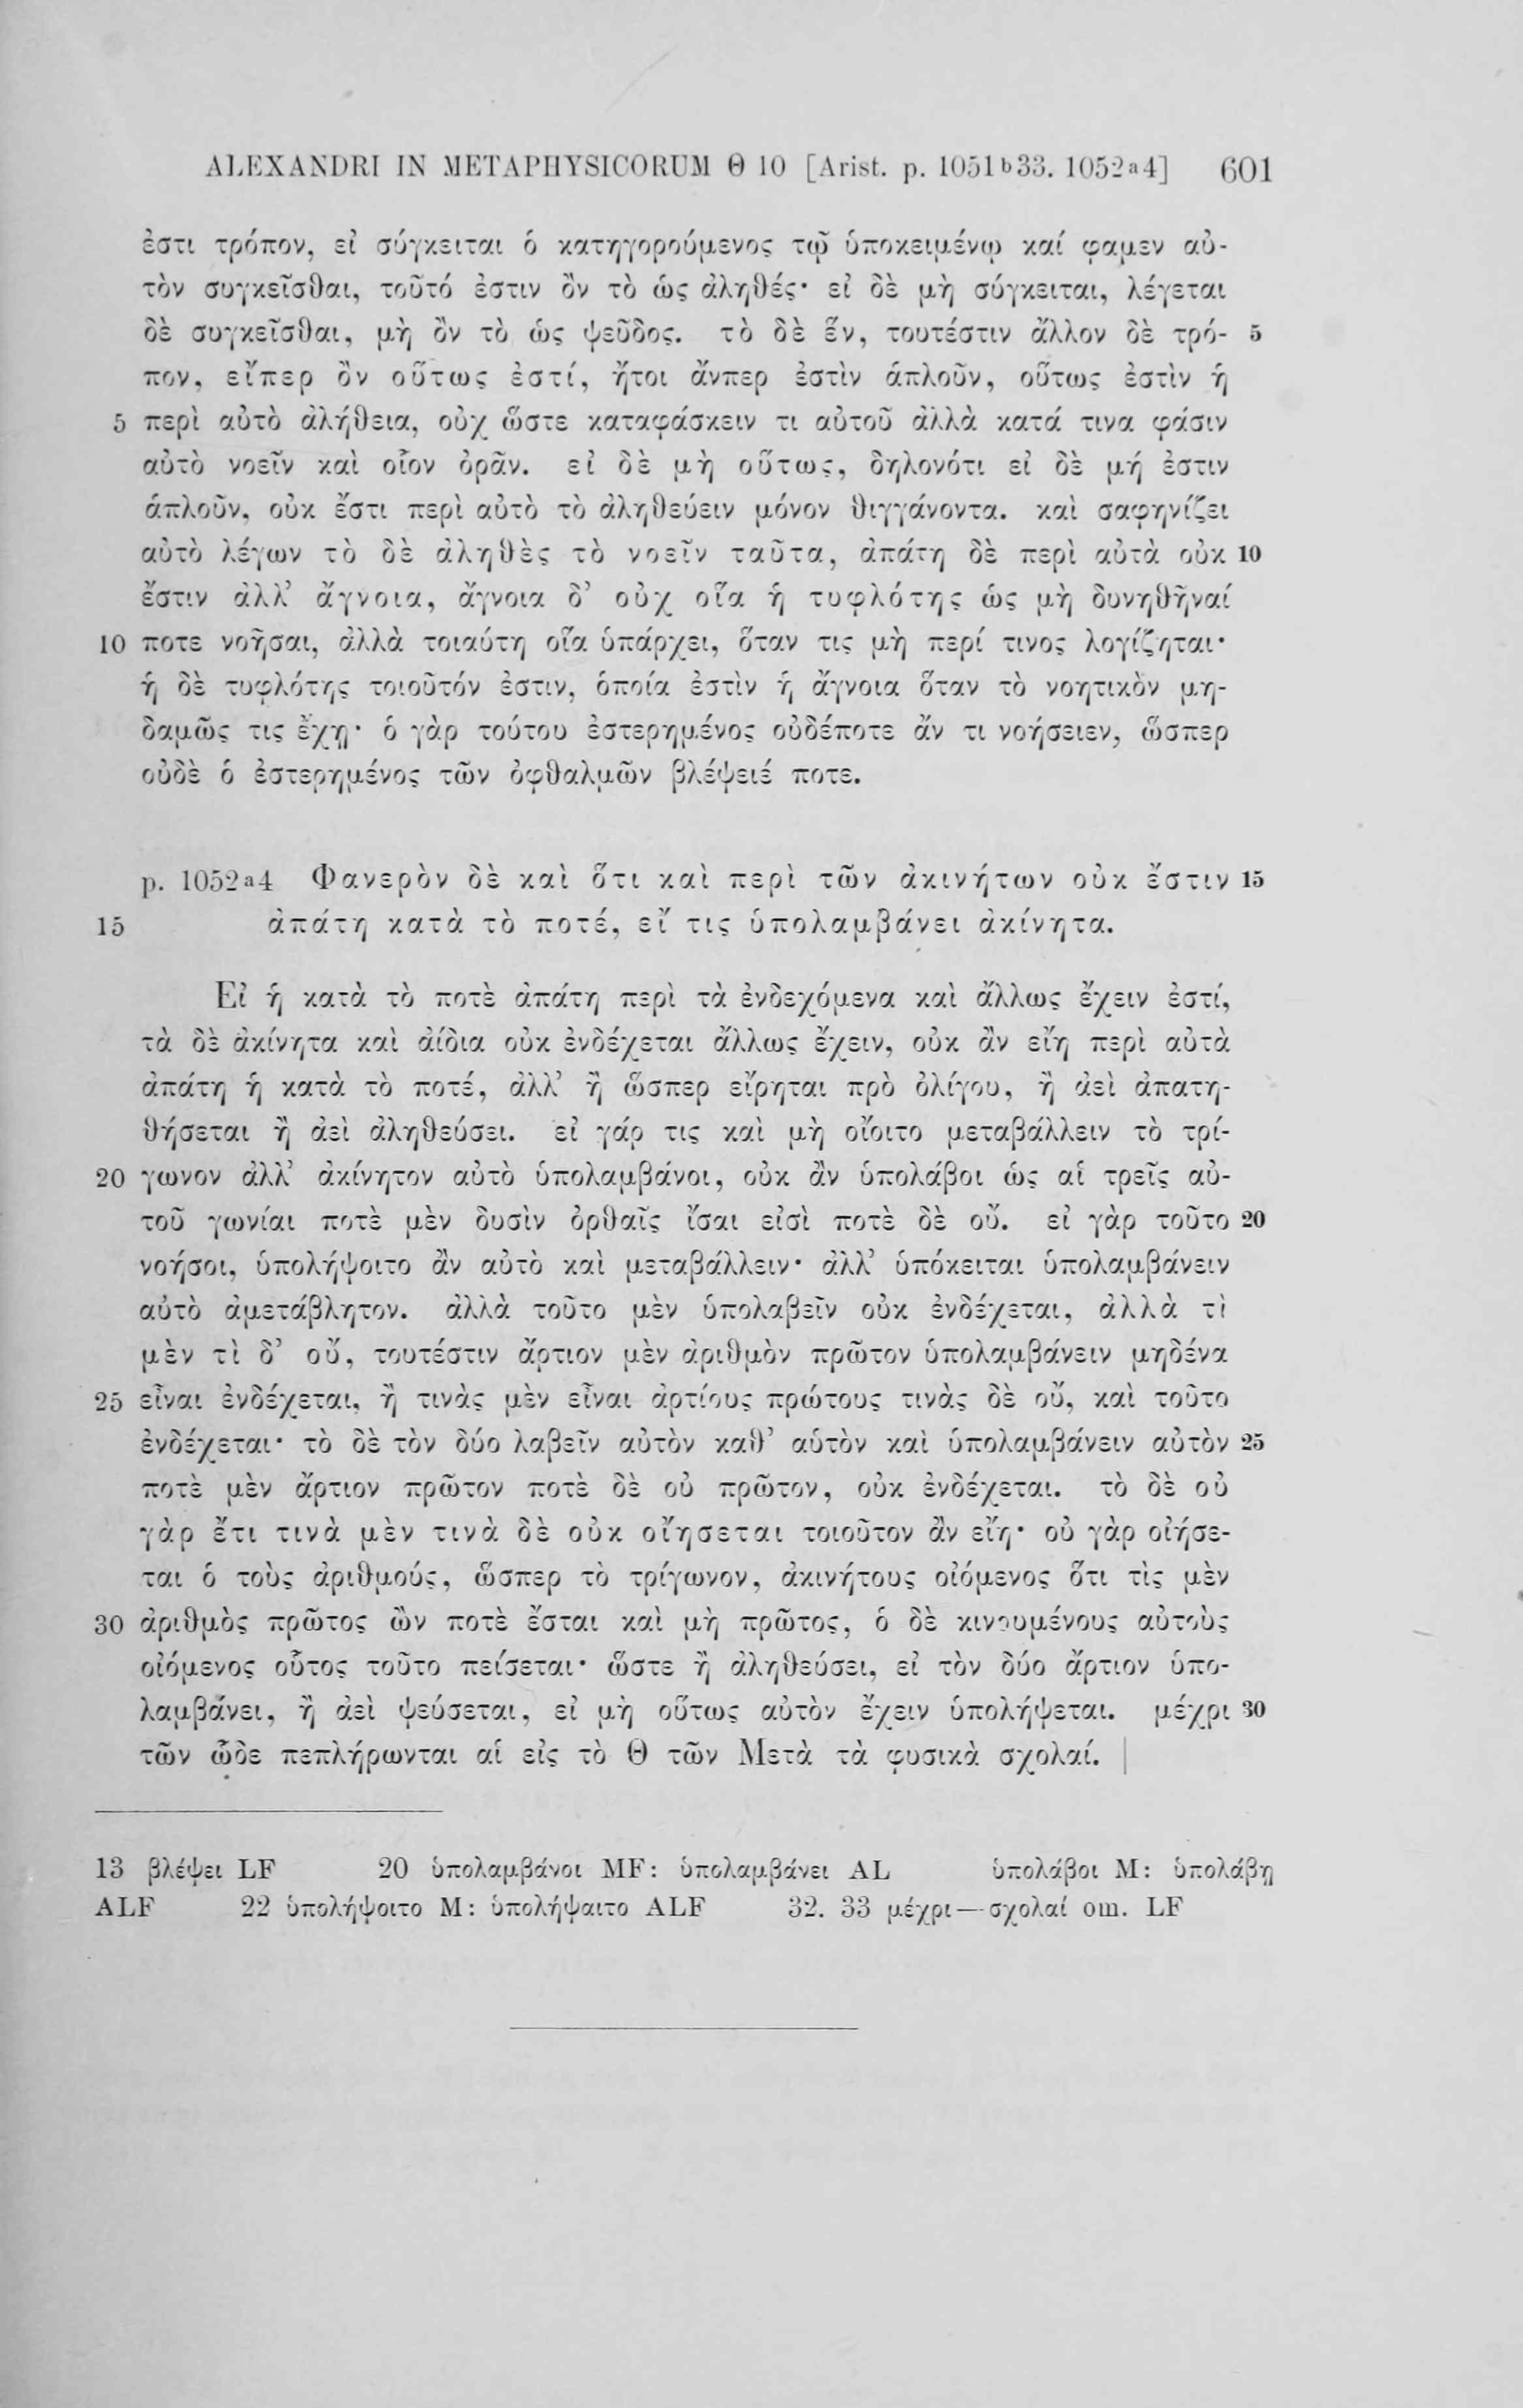 ALEXANDRI IN METAPHYSICORUM Θ 10 [Arist. p. 1051b33. 1052a4] 601
ἐστι τρόπον, εἰ σύγκειται ὁ κατηγορούμενος τῷ ὑποκειμένῳ καί φαμεν αὐ-
τὸν συγκεῖσθαι, τοῦτό ἐστιν ὂν τὸ ὡς ἀληθές· εἰ δὲ μὴ σύγκειται, λέγεται
δὲ συγκεῖσθαι, μὴ ὂν τὸ ὡς ψεῦδος. τὸ δὲ ἕν, τουτέστιν ἄλλον δὲ τρό- 5
πον, εἴπερ ὂν οὕτως ἐστί, ἤτοι ἄνπερ ἐστὶν ἁπλοῦν, οὕτως ἐστὶν ἡ
5 περὶ αὐτὸ ἀλήθεια, οὐχ ὥστε καταφάσκειν τι αὐτοῦ ἀλλὰ κατά τινα φάσιν
αὐτὸ νοεῖν καὶ οἷον ὁρᾶν. εἰ δὲ μὴ οὕτως, δηλονότι εἰ δὲ μή ἐστιν
ἁπλοῦν, οὐκ ἔστι περὶ αὐτὸ τὸ ἀληθεύειν μόνον θιγγάνοντα. καὶ σαφηνίζει
αὐτὸ λέγων τὸ δὲ ἀληθὲς τὸ νοεῖν ταῦτα, ἀπάτη δὲ περὶ αὐτὰ οὐκ 10
ἔστιν ἀλλ’ ἄγνοια, ἄγνοια δ’ οὐχ οἵα ἡ τυφλότης ὡς μὴ δυνηθῆναί
10 ποτε νοῆσαι, ἀλλὰ τοιαύτη οἵα ὑπάρχει, ὅταν τις μὴ περί τινος λογίζηται·
ἡ δὲ τυφλότης τοιοῦτόν ἐστιν, ὁποία ἐστὶν ἡ ἄγνοια ὅταν τὸ νοητικὸν μη-
δαμῶς τις ἔχῃ· ὁ γὰρ τούτου ἐστερημένος οὐδέποτε ἄν τι νοήσειεν, ὥσπερ
οὐδὲ ὁ ἐστερημένος τῶν ὀφθαλμῶν βλέψειέ ποτε.
p. 1052a4 Φανερὸν δὲ καὶ ὅτι καὶ περὶ τῶν ἀκινήτων οὐκ ἔστιν 15
15 ἀπάτη κατὰ τὸ ποτέ, εἴ τις ὑπολαμβάνει ἀκίνητα.
Εἰ ἡ κατὰ τὸ ποτὲ ἀπάτη περὶ τὰ ἐνδεχόμενα καὶ ἄλλως ἔχειν ἐστί,
τὰ δὲ ἀκίνητα καὶ ἀίδια οὐκ ἐνδέχεται ἄλλως ἔχειν, οὐκ ἂν εἴη περὶ αὐτὰ
ἀπάτη ἡ κατὰ τὸ ποτέ, ἀλλ’ ἢ ὥσπερ εἴρηται πρὸ ὀλίγου, ἢ ἀεὶ ἀπατη-
θήσεται ἢ ἀεὶ ἀληθεύσει. εἰ γάρ τις καὶ μὴ οἴοιτο μεταβάλλειν τὸ τρί-
20 γωνον ἀλλ’ ἀκίνητον αὐτὸ ὑπολαμβάνοι, οὐκ ἂν ὑπολάβοι ὡς αἱ τρεῖς αὐ-
τοῦ γωνίαι ποτὲ μὲν δυσὶν ὀρθαῖς ἴσαι εἰσὶ ποτὲ δὲ οὔ. εἰ γὰρ τοῦτο 20
νοήσοι, ὑπολήψοιτο ἂν αὐτὸ καὶ μεταβάλλειν· ἀλλ’ ὑπόκειται ὑπολαμβάνειν
αὐτὸ ἀμετάβλητον. ἀλλὰ τοῦτο μὲν ὑπολαβεῖν οὐκ ἐνδέχεται, ἀλλὰ τὶ
μὲν τὶ δ’ οὔ, τουτέστιν ἄρτιον μὲν ἀριθμὸν πρῶτον ὑπολαμβάνειν μηδένα
25 εἶναι ἐνδέχεται, ἢ τινὰς μὲν εἶναι ἀρτίους πρώτους τινὰς δὲ οὔ, καὶ τοῦτο
ἐνδέχεται· τὸ δὲ τὸν δύο λαβεῖν αὐτὸν καθ’ αὑτὸν καὶ ὑπολαμβάνειν αὐτὸν 25
ποτὲ μὲν ἄρτιον πρῶτον ποτὲ δὲ οὐ πρῶτον, οὐκ ἐνδέχεται. τὸ δὲ οὐ
γὰρ ἔτι τινὰ μὲν τινὰ δὲ οὐκ οἴησεται τοιοῦτον ἂν εἴη· οὐ γὰρ οἰήσε-
ται ὁ τοὺς ἀριθμούς, ὥσπερ τὸ τρίγωνον, ἀκινήτους οἰόμενος ὅτι τὶς μὲν
30 ἀριθμὸς πρῶτος ὢν ποτὲ ἔσται καὶ μὴ πρῶτος, ὁ δὲ κινουμένους αὐτοὺς
οἰόμενος οὗτος τοῦτο πείσεται· ὥστε ἢ ἀληθεύσει, εἰ τὸν δύο ἄρτιον ὑπο-
λαμβάνει, ἢ ἀεὶ ψεύσεται, εἰ μὴ οὕτως αὐτὸν ἔχειν ὑπολήψεται. μέχρι 30
τῶν ὧδε πεπλήρωνται αἱ εἰς τὸ Θ τῶν Μετὰ τὰ φυσικὰ σχολαί. |
13 βλέψει LF 20 ὑπολαμβάνοι MF: ὑπολαμβάνει AL ὑπολάβοι M: ὑπολάβῃ
ALF 22 ὑπολήψοιτο M: ὑπολήψαιτο ALF 32. 33 μέχρι — σχολαί om. LF